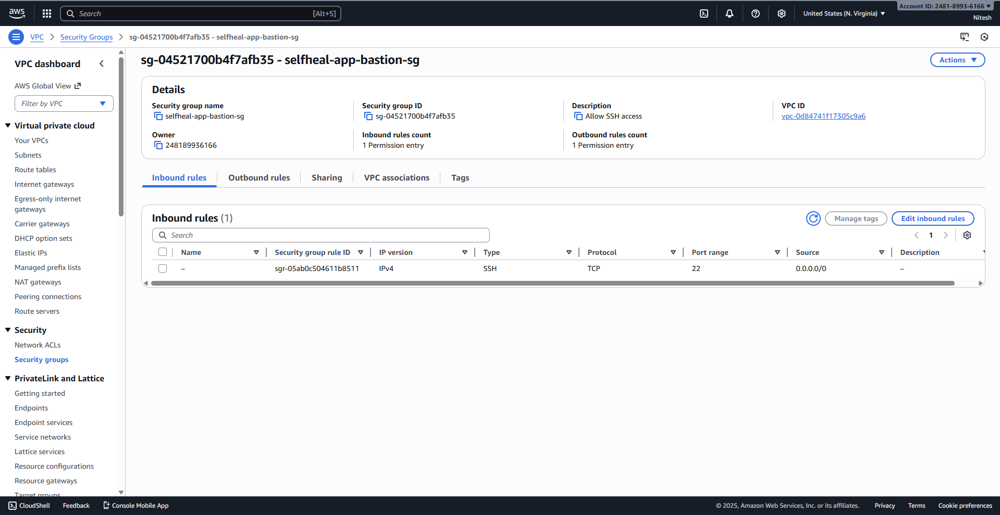 aws
Search [Alt+S]
United States (N. Virginia)
Account ID: 2481-8993-6166
Nitesh
VPC
Security Groups
sg-04521700b4f7afb35 - selfheal-app-bastion-sg
VPC dashboard
AWS Global View
Filter by VPC
Virtual private cloud
Your VPCs
Subnets
Route tables
Internet gateways
Egress-only internet
gateways
Carrier gateways
DHCP option sets
Elastic IPs
Managed prefix lists
NAT gateways
Peering connections
Route servers
Security
Network ACLs
Security groups
PrivateLink and Lattice
Getting started
Endpoints
Endpoint services
Service networks
Lattice services
Resource configurations
Resource gateways
Target groups
sg-04521700b4f7afb35 - selfheal-app-bastion-sg
Actions
Details
Security group name
selfheal-app-bastion-sg
Security group ID
sg-04521700b4f7afb35
Description
Allow SSH access
VPC ID
vpc-0d84741f17305c9a6
Owner
248189936166
Inbound rules count
1 Permission entry
Outbound rules count
1 Permission entry
Inbound rules Outbound rules Sharing VPC associations Tags
Inbound rules (1)
Manage tags
Edit inbound rules
Search
1
Name Security group rule ID IP version Type Protocol Port range Source Description
– sgr-05ab0c504611b8511 IPv4 SSH TCP 22 0.0.0.0/0 –
CloudShell Feedback Console Mobile App
© 2025, Amazon Web Services, Inc. or its affiliates. Privacy Terms Cookie preferences